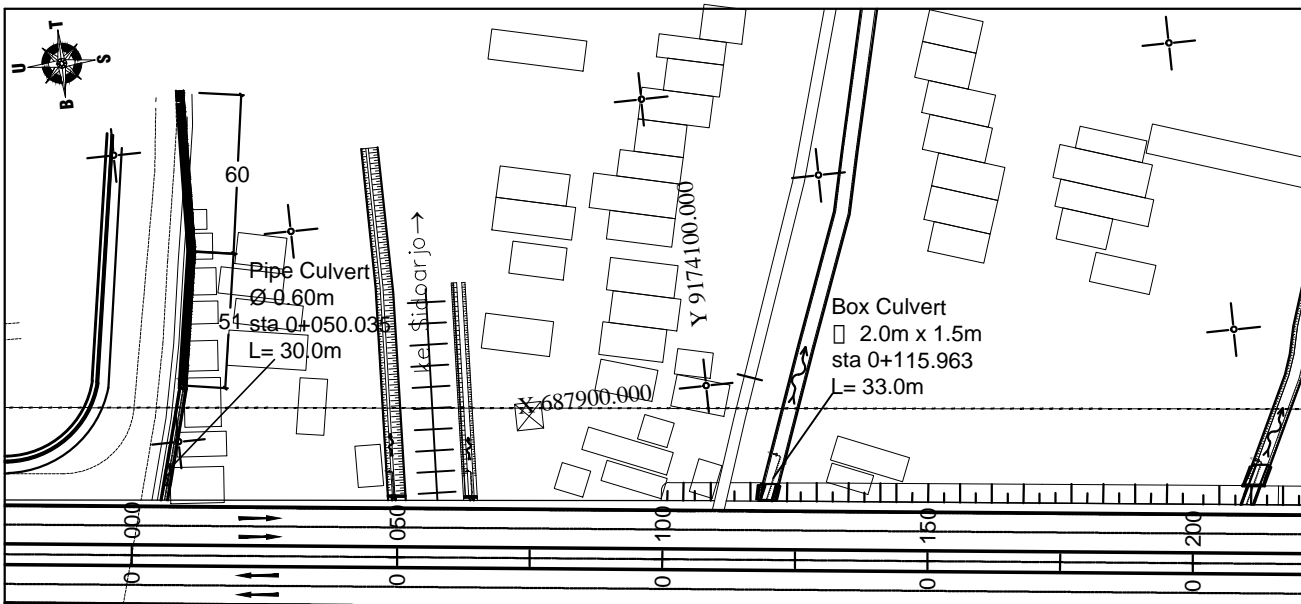 T
U
S
B
60
51
Pipe Culvert
Ø 0.60m
sta 0+050.035
L= 30.0m
ke Sidoarjo→
Y 9174100.000
X 687900.000
Box Culvert
▯ 2.0m x 1.5m
sta 0+115.963
L= 33.0m
000
050
100
150
200
0
0
0
0
0